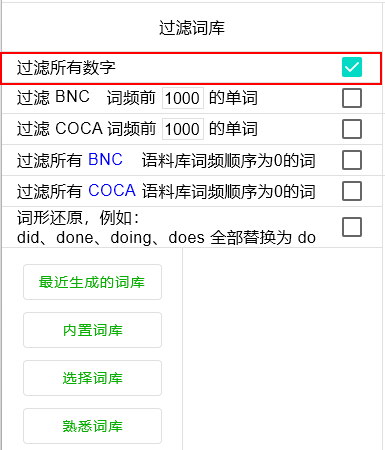 过滤词库
过滤所有数字
过滤 BNC 词频前 1000 的单词
过滤 COCA 词频前 1000 的单词
过滤所有 BNC 语料库词频顺序为0的词
过滤所有 COCA 语料库词频顺序为0的词
词形还原，例如：
did、done、doing、does 全部替换为 do
最近生成的词库
内置词库
选择词库
熟悉词库